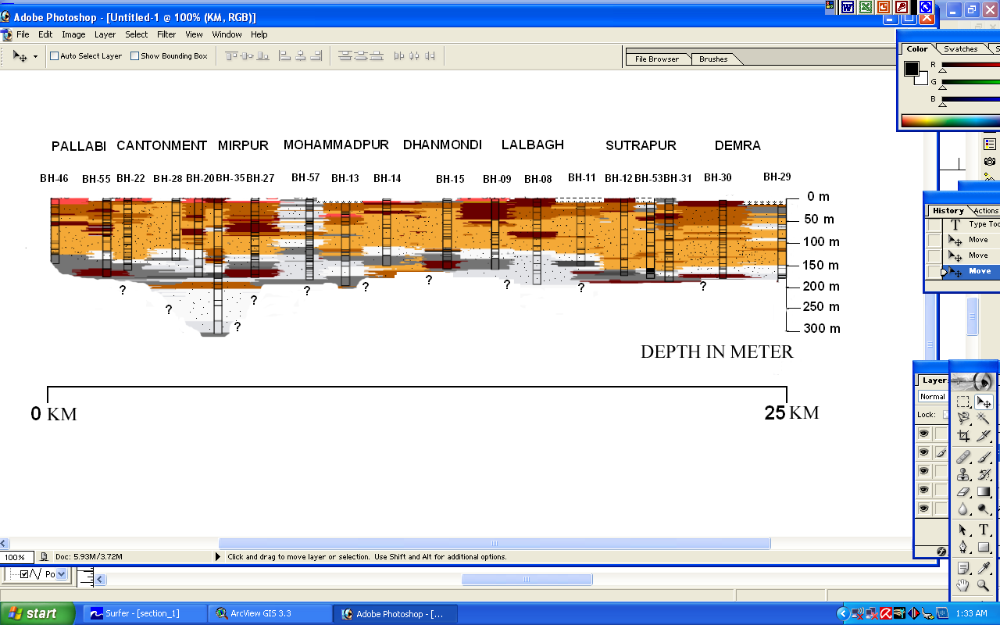 Adobe Photoshop - [Untitled-1 @ 100% (KM, RGB)]
File Edit Image Layer Select Filter View Window Help
Auto Select Layer Show Bounding Box
File Browser Brushes
Color Swatches S
R
G
B
PALLABI CANTONMENT MIRPUR MOHAMMADPUR DHANMONDI LALBAGH SUTRAPUR DEMRA
BH-46 BH-55 BH-22 BH-28 BH-20 BH-35 BH-27 BH-57 BH-13 BH-14 BH-15 BH-09 BH-08 BH-11 BH-12 BH-53 BH-31 BH-30 BH-29
0 m
50 m
100 m
150 m
200 m
250 m
300 m
? ? ? ? ? ? ? ? ? ? ?
DEPTH IN METER
0 KM 25 KM
History Actions
Type Too
Move
Move
Move
Layer
Normal
Lock:
100% Doc: 5.93M/3.72M Click and drag to move layer or selection. Use Shift and Alt for additional options.
Po
start Surfer - [section_1] ArcView GIS 3.3 Adobe Photoshop - [... 1:33 AM